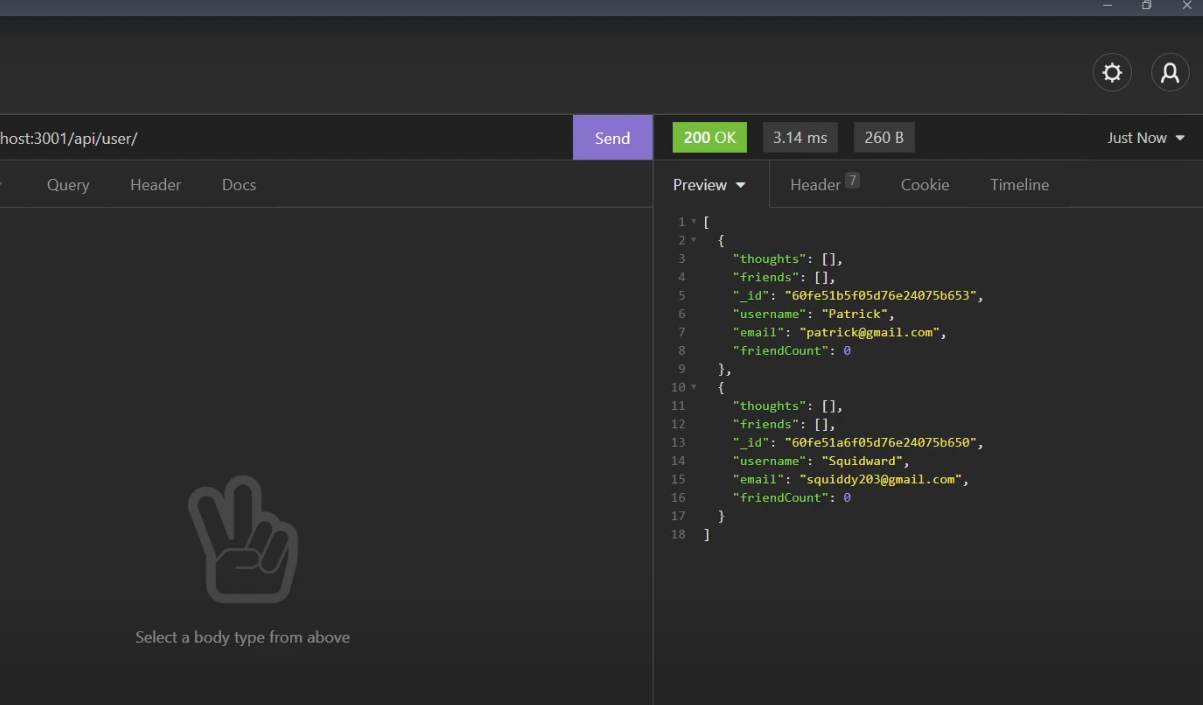 host:3001/api/user/
Send
200 OK
3.14 ms
260 B
Just Now
Query
Header
Docs
Preview
Header 7
Cookie
Timeline
1 [
2 {
3 "thoughts": [],
4 "friends": [],
5 "_id": "60fe51b5f05d76e24075b653",
6 "username": "Patrick",
7 "email": "patrick@gmail.com",
8 "friendCount": 0
9 },
10 {
11 "thoughts": [],
12 "friends": [],
13 "_id": "60fe51a6f05d76e24075b650",
14 "username": "Squidward",
15 "email": "squiddy203@gmail.com",
16 "friendCount": 0
17 }
18 ]
Select a body type from above